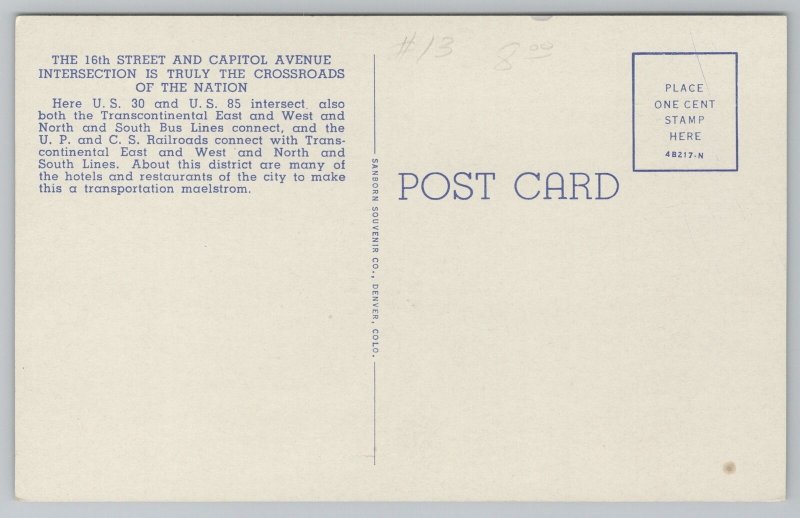 THE 16th STREET AND CAPITOL AVENUE
INTERSECTION IS TRULY THE CROSSROADS
OF THE NATION
Here U. S. 30 and U. S. 85 intersect, also
both the Transcontinental East and West and
North and South Bus Lines connect, and the
U. P. and C. S. Railroads connect with Trans-
continental East and West and North and
South Lines. About this district are many of
the hotels and restaurants of the city to make
this a transportation maelstrom.
SANBORN SOUVENIR CO., DENVER, COLO.
#13 8.00
POST CARD
PLACE
ONE CENT
STAMP
HERE
4B217-N